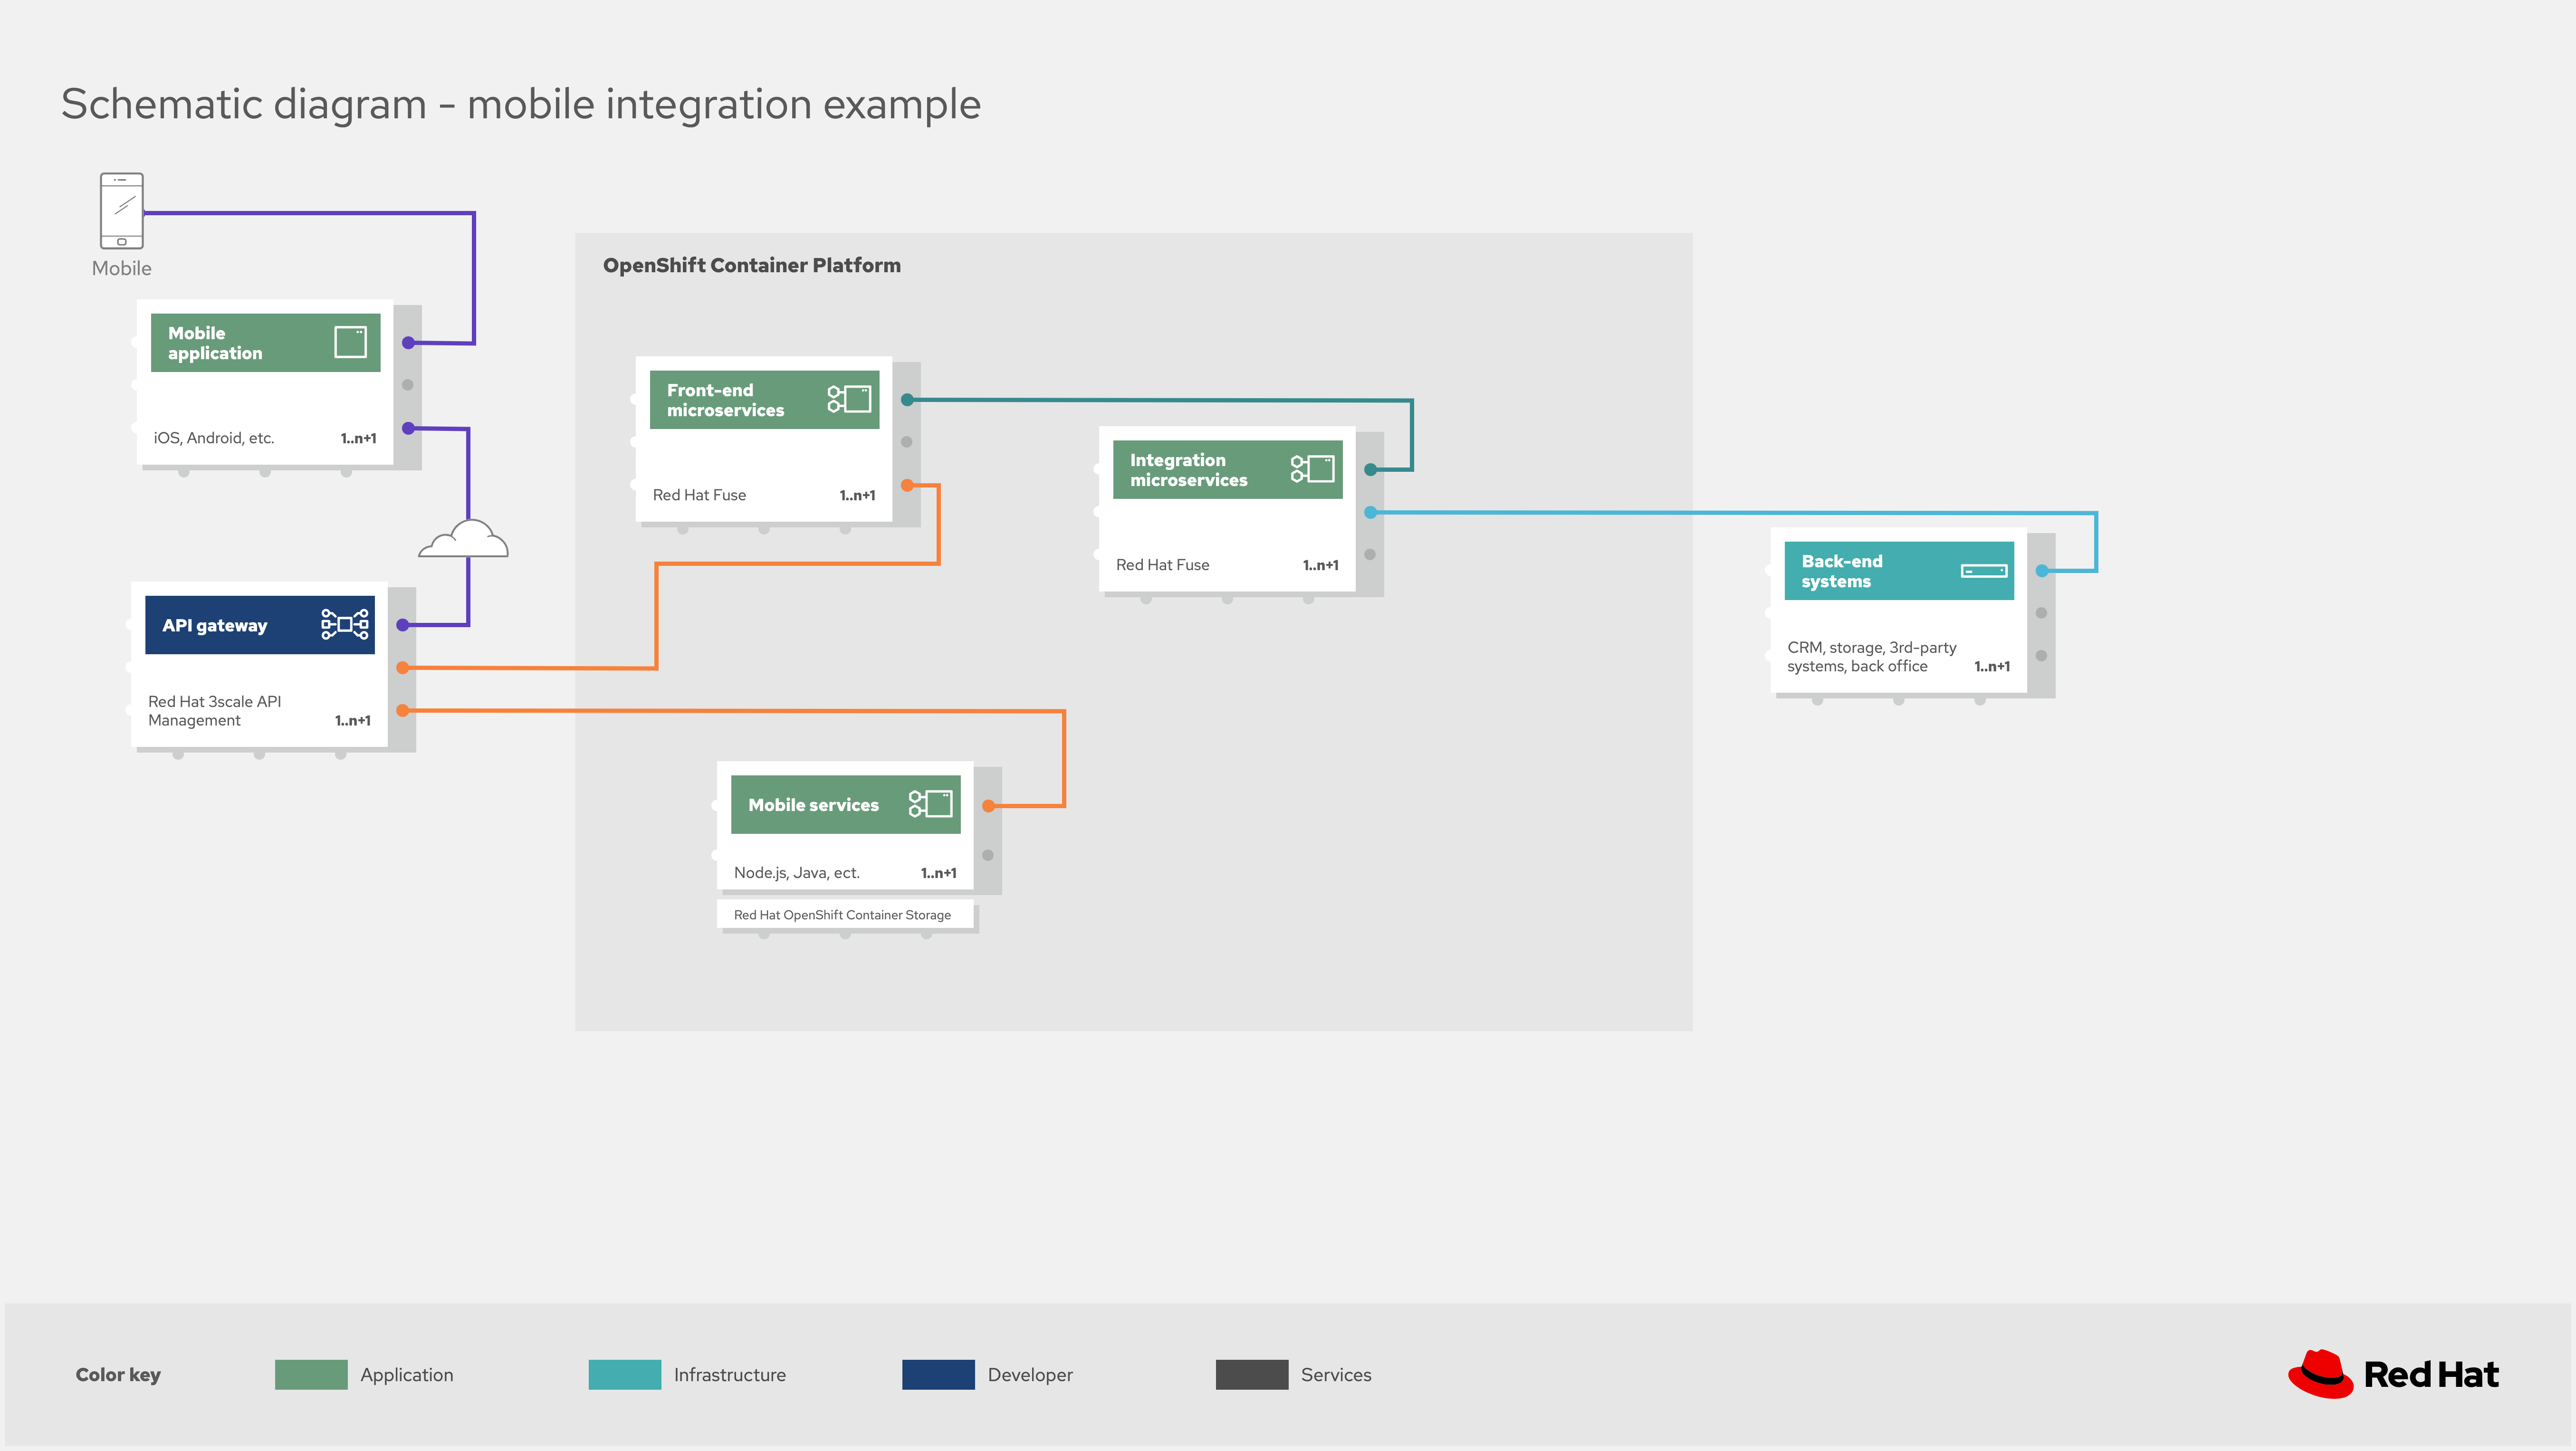 Schematic diagram - mobile integration example
Mobile
OpenShift Container Platform
Mobile
application
iOS, Android, etc. 1..n+1
Front-end
microservices
Red Hat Fuse 1..n+1
Integration
microservices
Red Hat Fuse 1..n+1
Back-end
systems
CRM, storage, 3rd-party
systems, back office 1..n+1
API gateway
Red Hat 3scale API
Management 1..n+1
Mobile services
Node.js, Java, ect. 1..n+1
Red Hat OpenShift Container Storage
Color key
Application
Infrastructure
Developer
Services
Red Hat